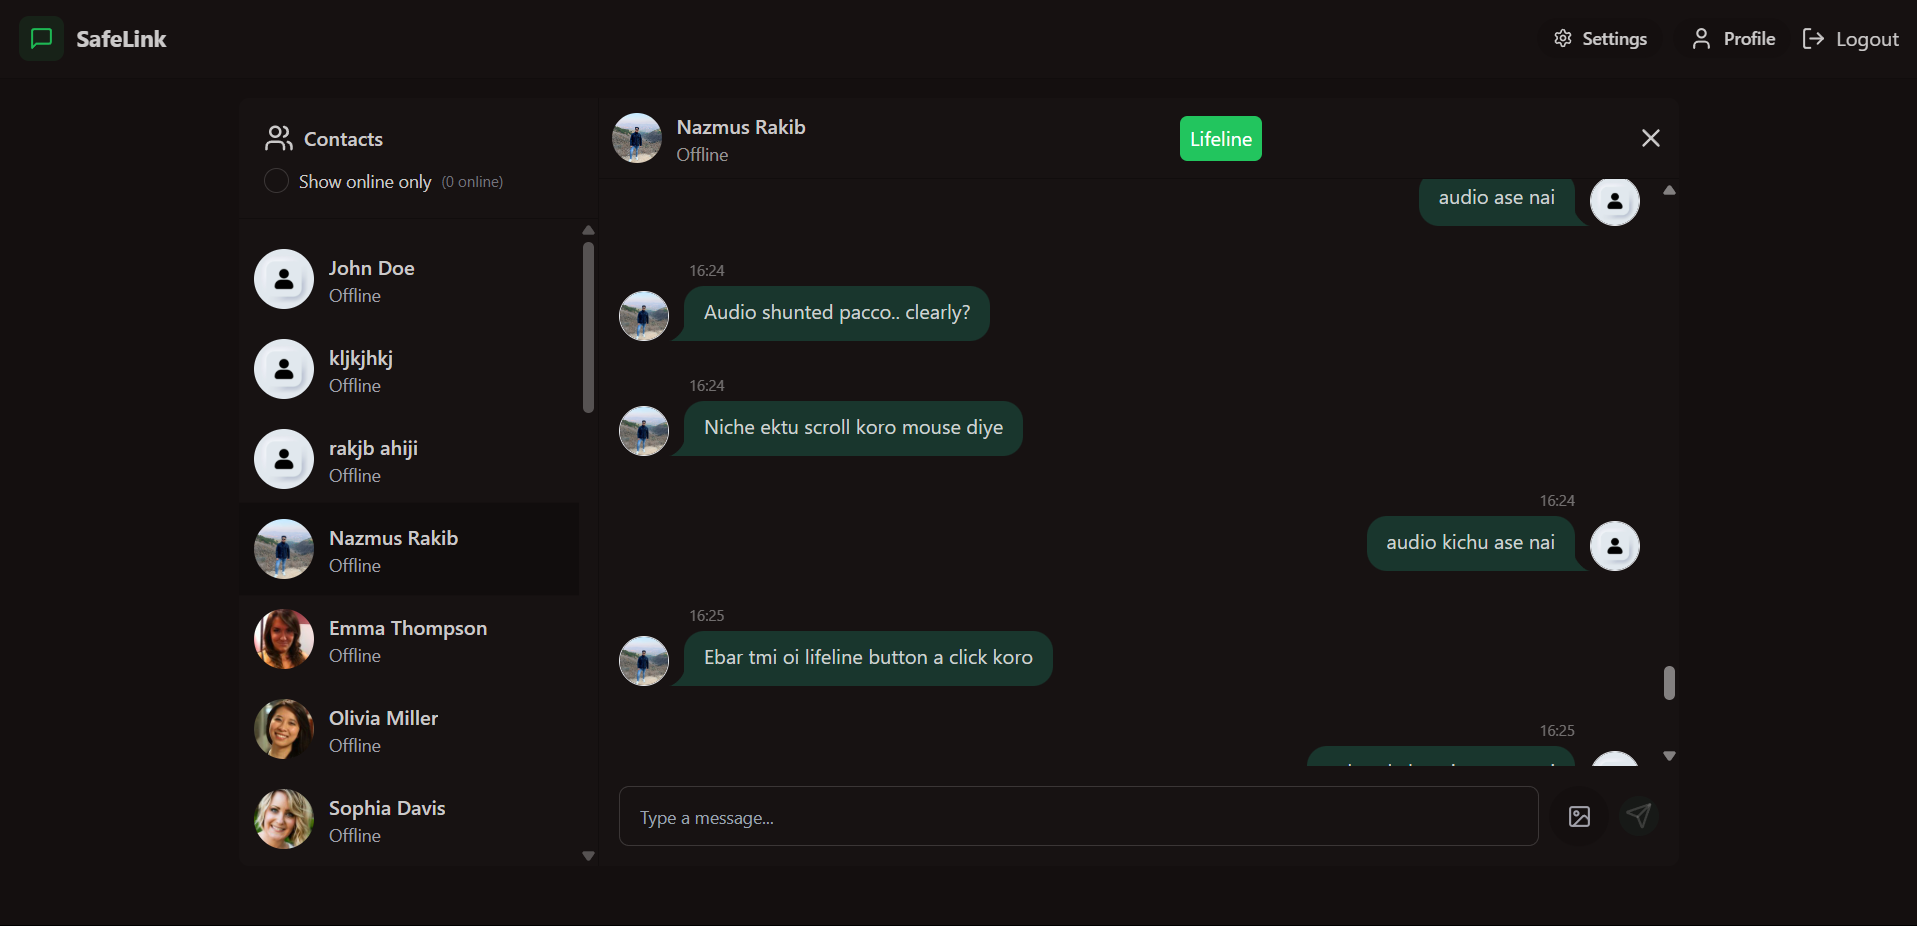 SafeLink
Settings
Profile
Logout
Contacts
Show online only (0 online)
John Doe
Offline
kljkjhkj
Offline
rakjb ahiji
Offline
Nazmus Rakib
Offline
Emma Thompson
Offline
Olivia Miller
Offline
Sophia Davis
Offline
Nazmus Rakib
Offline
Lifeline
audio ase nai
16:24
Audio shunted pacco.. clearly?
16:24
Niche ektu scroll koro mouse diye
16:24
audio kichu ase nai
16:25
Ebar tmi oi lifeline button a click koro
16:25
Type a message...